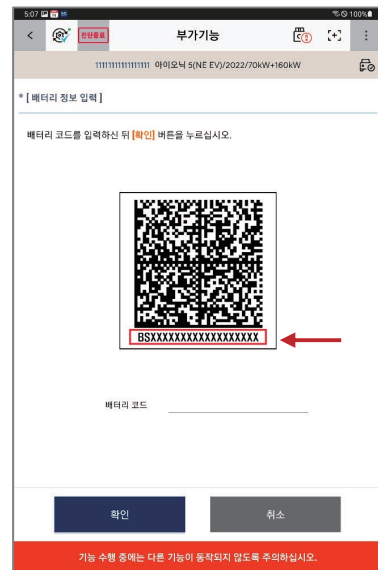 5:07 100%
진단종료 부가기능
11111111111111111 아이오닉 5(NE EV)/2022/70kW+160kW
* [ 배터리 정보 입력 ]
배터리 코드를 입력하신 뒤 [확인] 버튼을 누르십시오.
BSXXXXXXXXXXXXXXXXXX
배터리 코드
확인 취소
기능 수행 중에는 다른 기능이 동작되지 않도록 주의하십시오.